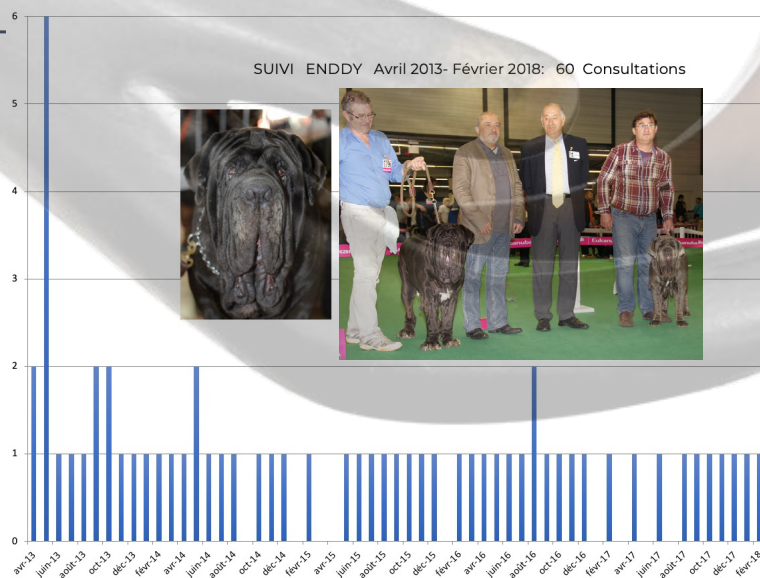 SUIVI ENDDY Avril 2013- Février 2018: 60 Consultations
6
5
4
3
2
1
0
avr-13
juin-13
août-13
oct-13
déc-13
févr-14
avr-14
juin-14
août-14
oct-14
déc-14
févr-15
avr-15
juin-15
août-15
oct-15
déc-15
févr-16
avr-16
juin-16
août-16
oct-16
déc-16
févr-17
avr-17
juin-17
août-17
oct-17
déc-17
févr-18